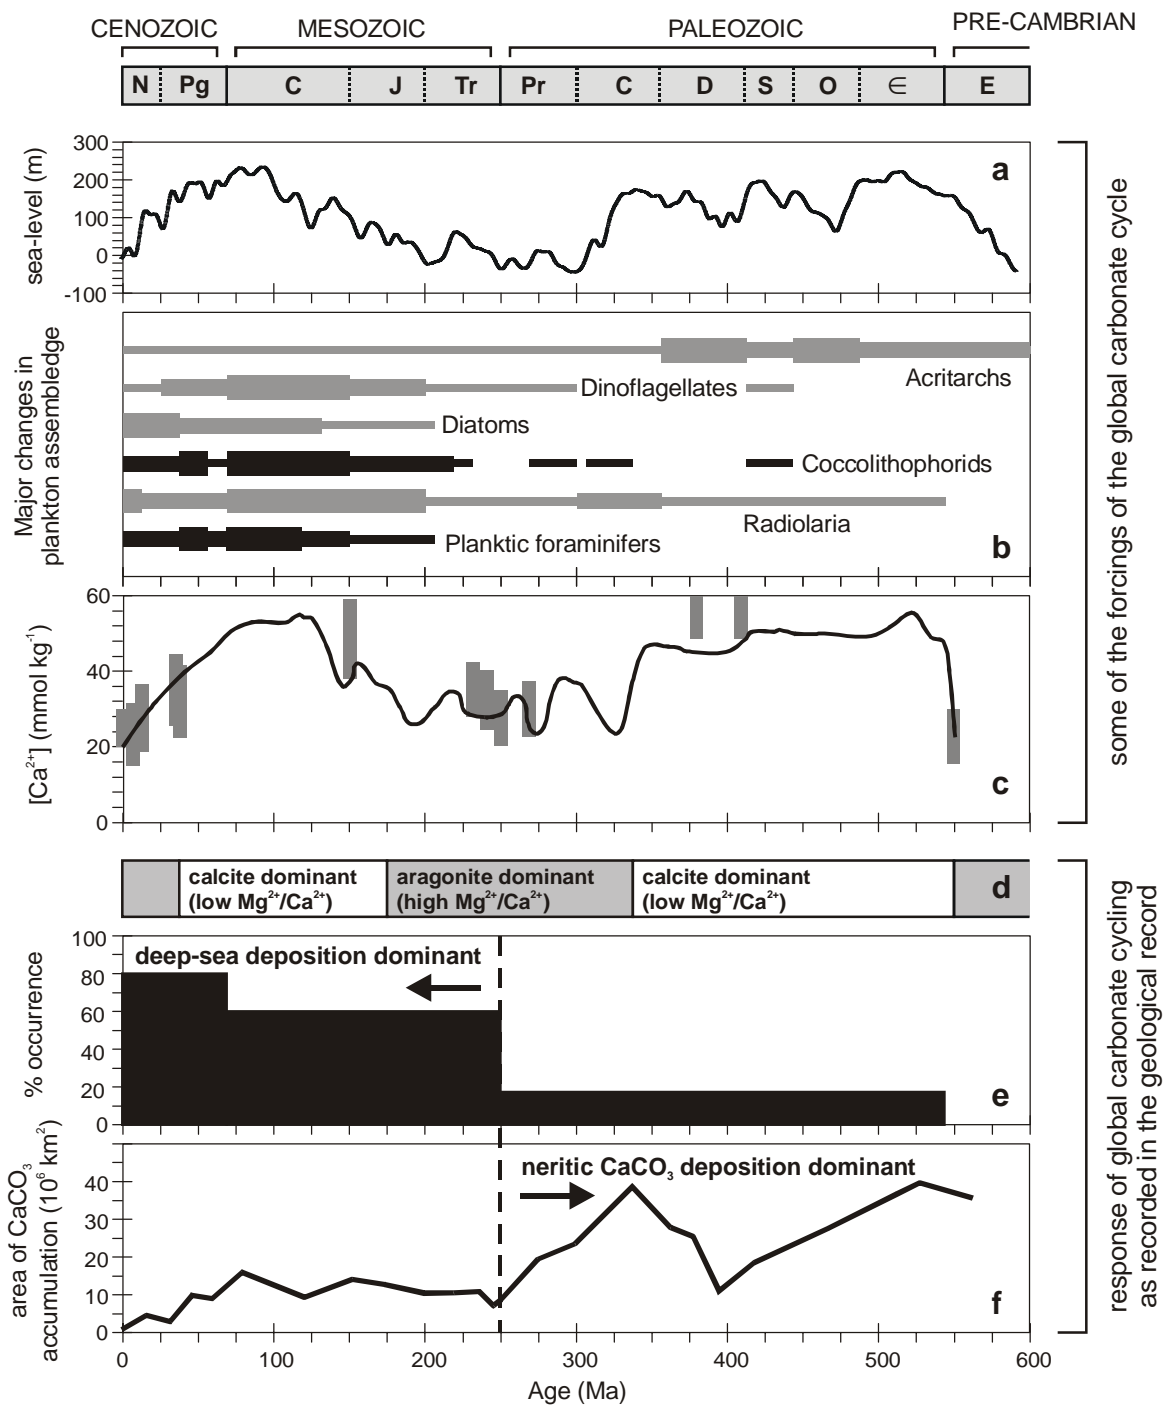 CENOZOIC MESOZOIC PALEOZOIC PRE-CAMBRIAN
N Pg C J Tr Pr C D S O ∈ E
sea-level (m)
300
200
100
0
-100
a
Major changes in
plankton assembledge
Acritarchs
Dinoflagellates
Diatoms
Coccolithophorids
Radiolaria
Planktic foraminifers
b
[Ca²⁺] (mmol kg⁻¹)
60
40
20
0
c
some of the forcings of the global carbonate cycle
calcite dominant
(low Mg²⁺/Ca²⁺)
aragonite dominant
(high Mg²⁺/Ca²⁺)
calcite dominant
(low Mg²⁺/Ca²⁺)
d
% occurrence
100
80
60
40
20
0
deep-sea deposition dominant
e
area of CaCO₃
accumulation (10⁶ km²)
40
30
20
10
0
neritic CaCO₃ deposition dominant
f
response of global carbonate cycling
as recorded in the geological record
0 100 200 300 400 500 600
Age (Ma)